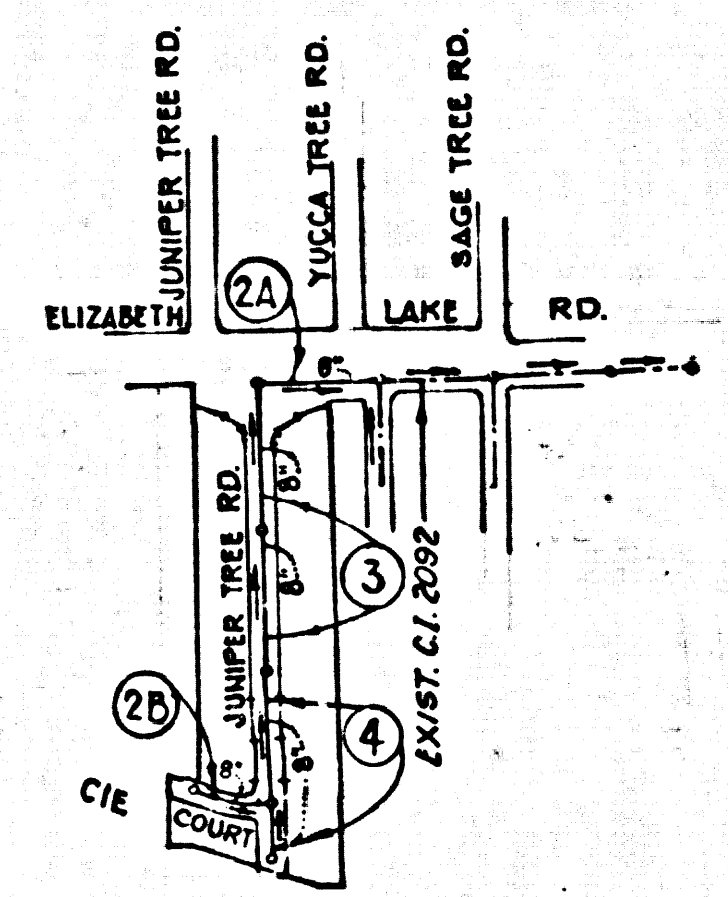 JUNIPER TREE RD.
YUCCA TREE RD.
SAGE TREE RD.
2A
ELIZABETH LAKE RD.
8"
JUNIPER TREE RD.
8"
8"
3
EXIST. C.I. 2092
2B
4
8"
8"
CIE
COURT